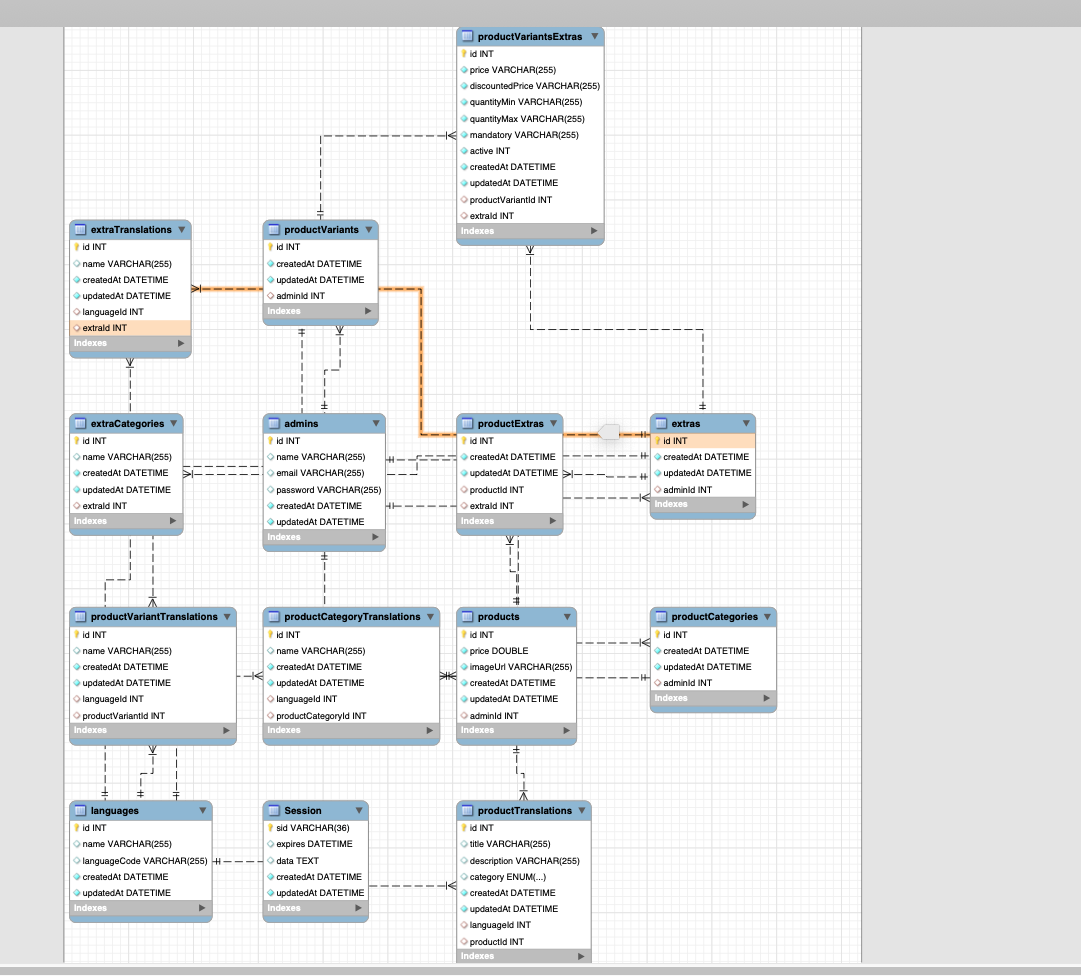 productVariantsExtras
id INT
price VARCHAR(255)
discountedPrice VARCHAR(255)
quantityMin VARCHAR(255)
quantityMax VARCHAR(255)
mandatory VARCHAR(255)
active INT
createdAt DATETIME
updatedAt DATETIME
productVariantId INT
extraId INT
Indexes
extraTranslations
id INT
name VARCHAR(255)
createdAt DATETIME
updatedAt DATETIME
languageId INT
extraId INT
Indexes
productVariants
id INT
createdAt DATETIME
updatedAt DATETIME
adminId INT
Indexes
extraCategories
id INT
name VARCHAR(255)
createdAt DATETIME
updatedAt DATETIME
extraId INT
Indexes
admins
id INT
name VARCHAR(255)
email VARCHAR(255)
password VARCHAR(255)
createdAt DATETIME
updatedAt DATETIME
Indexes
productExtras
id INT
createdAt DATETIME
updatedAt DATETIME
productId INT
extraId INT
Indexes
extras
id INT
createdAt DATETIME
updatedAt DATETIME
adminId INT
Indexes
productVariantTranslations
id INT
name VARCHAR(255)
createdAt DATETIME
updatedAt DATETIME
languageId INT
productVariantId INT
Indexes
productCategoryTranslations
id INT
name VARCHAR(255)
createdAt DATETIME
updatedAt DATETIME
languageId INT
productCategoryId INT
Indexes
products
id INT
price DOUBLE
imageUrl VARCHAR(255)
createdAt DATETIME
updatedAt DATETIME
adminId INT
Indexes
productCategories
id INT
createdAt DATETIME
updatedAt DATETIME
adminId INT
Indexes
languages
id INT
name VARCHAR(255)
languageCode VARCHAR(255)
createdAt DATETIME
updatedAt DATETIME
Indexes
Session
sid VARCHAR(36)
expires DATETIME
data TEXT
createdAt DATETIME
updatedAt DATETIME
Indexes
productTranslations
id INT
title VARCHAR(255)
description VARCHAR(255)
category ENUM(...)
createdAt DATETIME
updatedAt DATETIME
languageId INT
productId INT
Indexes